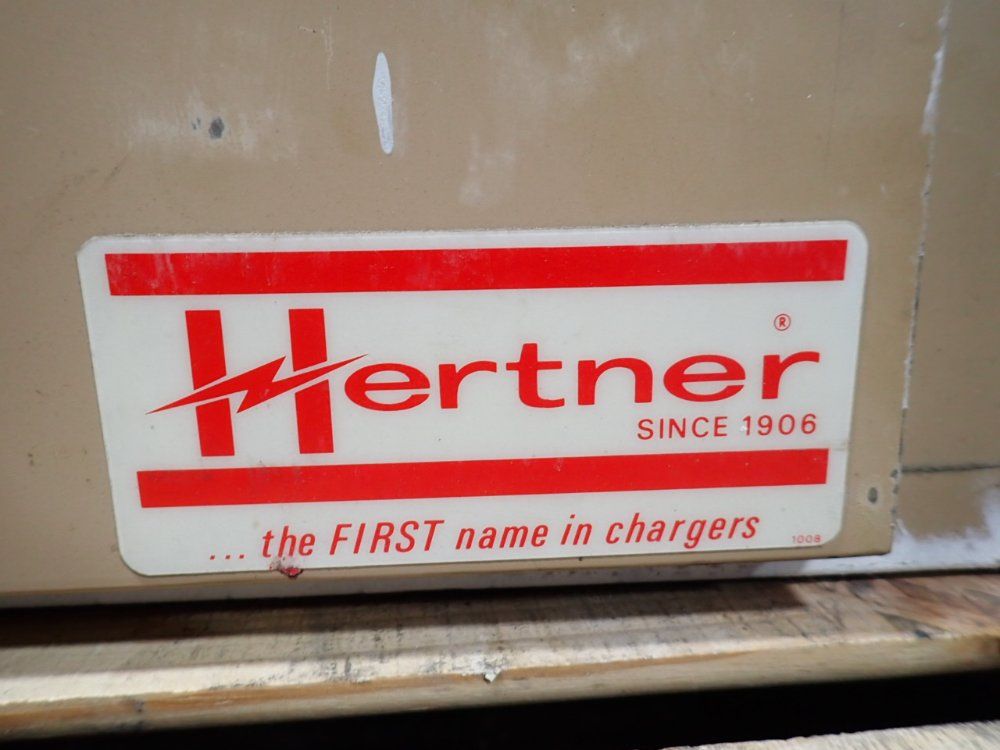 Hertner®
SINCE 1906
... the FIRST name in chargers
1008